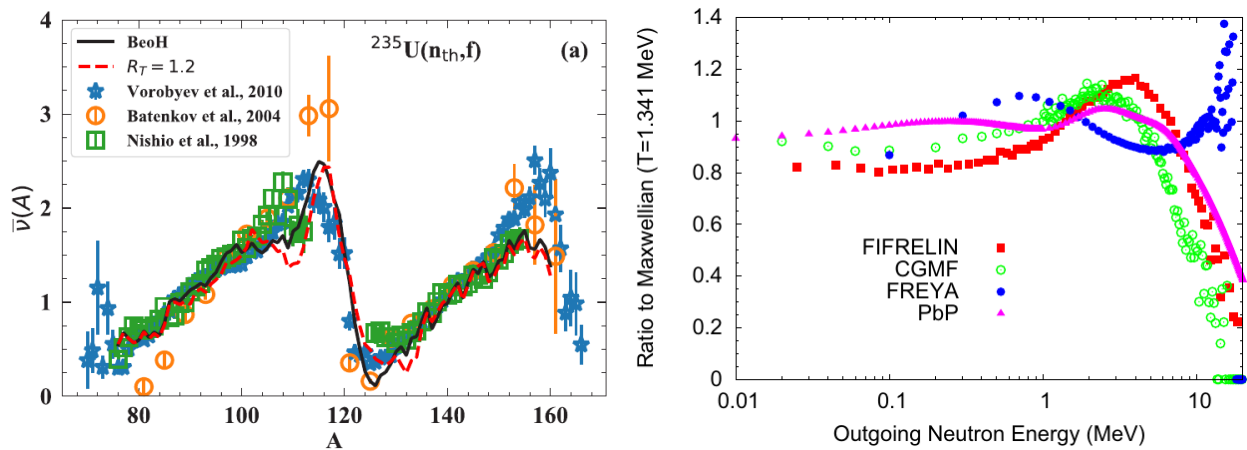 BeoH
R_T = 1.2
Vorobyev et al., 2010
Batenkov et al., 2004
Nishio et al., 1998
²³⁵U(n_th,f)
(a)
4
3
2
1
0
ν̅(A)
80
100
120
140
160
A
1.4
1.2
1
0.8
0.6
0.4
0.2
0
Ratio to Maxwellian (T=1.341 MeV)
FIFRELIN
CGMF
FREYA
PbP
0.01
0.1
1
10
Outgoing Neutron Energy (MeV)